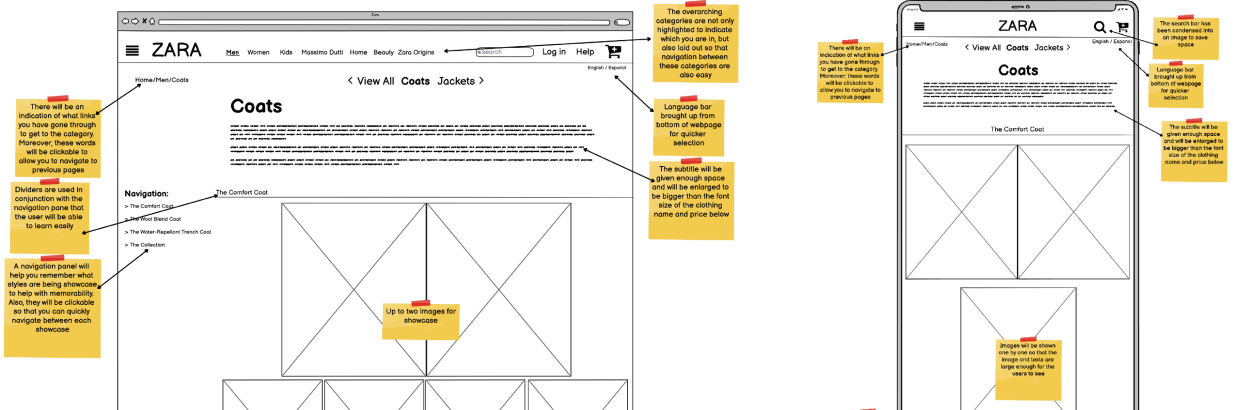 Zara
ZARA
Men Women Kids Massimo Dutti Home Beauty Zara Origins
Search
Log in Help
English / Espanol
Home/Men/Coats
< View All Coats Jackets >
Coats
Navigation:
> The Comfort Coat
> The Wool Blend Coat
> The Water-Repellant Trench Coat
> The Collection
The Comfort Coat
There will be an
indication of what links
you have gone through
to get to the category.
Moreover, these words
will be clickable to
allow you to navigate to
previous pages
Dividers are used in
conjunction with the
navigation pane that
the user will be able
to learn easily
A navigation panel will
help you remember what
styles are being showcase
to help with memorability.
Also, they will be clickable
so that you can quickly
navigate between each
showcase
Up to two images for
showcase
The overarching
categories are not only
highlighted to indicate
which you are in, but
also laid out so that
navigation between
these categories are
also easy
Language bar
brought up from
bottom of webpage
for quicker
selection
The subtitle will be
given enough space
and will be enlarged to
be bigger than the font
size of the clothing
name and price below
There will be an
indication of what links
you have gone through
to get to the category.
Moreover, these words
will be clickable to
allow you to navigate to
previous pages
ZARA
English / Espanol
Home/Men/Coats
< View All Coats Jackets >
Coats
The Comfort Coat
Images will be shown
one by one so that the
image and texts are
large enough for the
users to see
The search bar has
been condensed into
an image to save
space
Language bar
brought up from
bottom of webpage
for quicker
selection
The subtitle will be
given enough space
and will be enlarged to
be bigger than the font
size of the clothing
name and price below